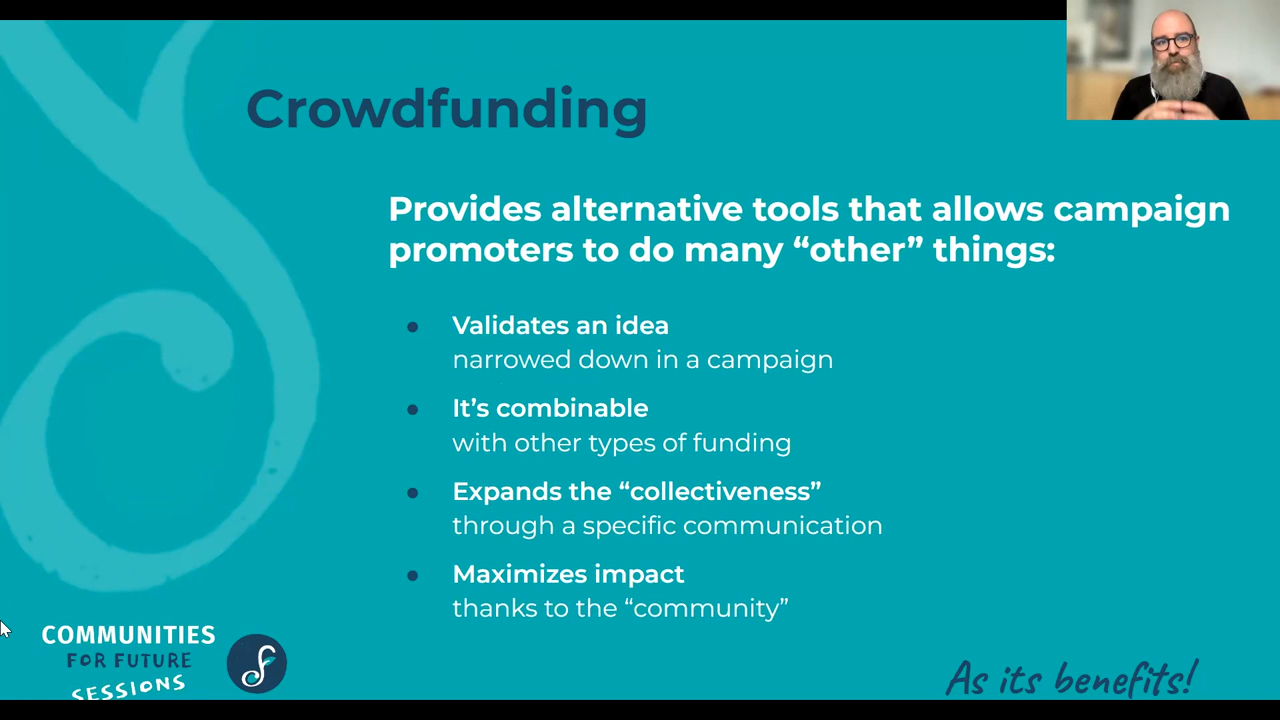 Crowdfunding
Provides alternative tools that allows campaign
promoters to do many “other” things:
● Validates an idea
narrowed down in a campaign
● It’s combinable
with other types of funding
● Expands the “collectiveness”
through a specific communication
● Maximizes impact
thanks to the “community”
COMMUNITIES
FOR FUTURE
SESSIONS
As its benefits!